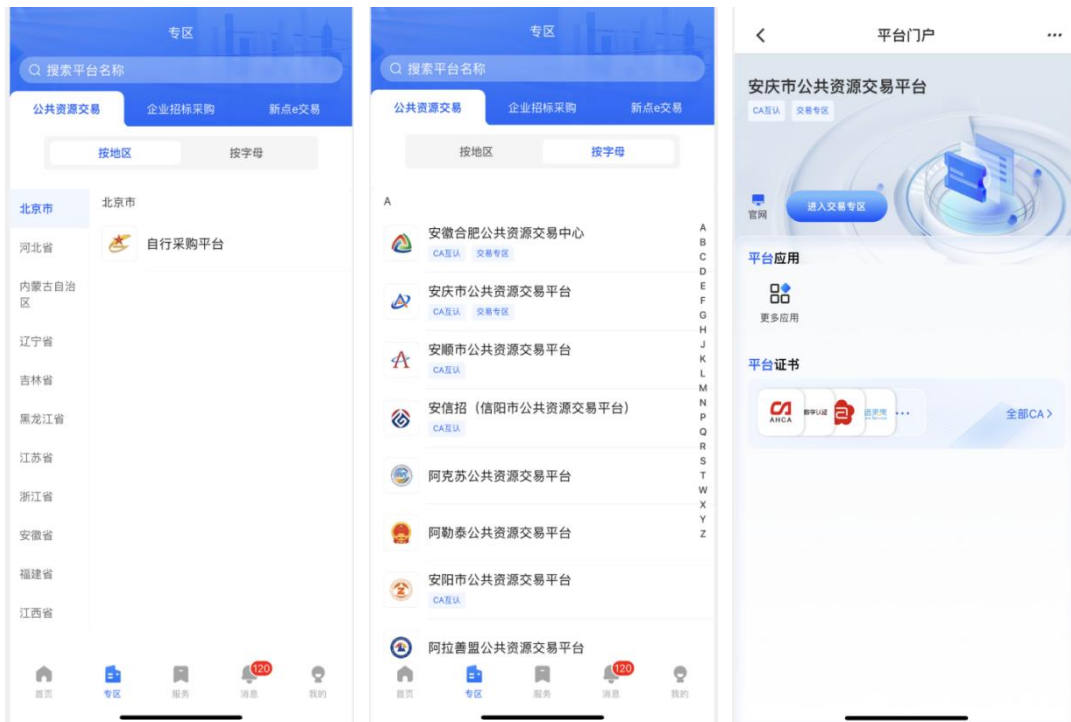 专区
搜索平台名称
公共资源交易 企业招标采购 新点e交易
按地区 按字母
北京市
河北省
内蒙古自治
区
辽宁省
吉林省
黑龙江省
江苏省
浙江省
安徽省
福建省
江西省
北京市
自行采购平台
首页 专区 服务 消息 我的
120
专区
搜索平台名称
公共资源交易 企业招标采购 新点e交易
按地区 按字母
A
安徽合肥公共资源交易中心
CA互认 交易专区
安庆市公共资源交易平台
CA互认 交易专区
安顺市公共资源交易平台
CA互认
安信招（信阳市公共资源交易平台）
CA互认
阿克苏公共资源交易平台
阿勒泰公共资源交易平台
安阳市公共资源交易平台
CA互认
阿拉善盟公共资源交易平台
A
B
C
D
E
F
G
H
J
K
L
M
N
P
Q
R
S
T
W
X
Y
Z
首页 专区 服务 消息 我的
120
平台门户
安庆市公共资源交易平台
CA互认 交易专区
官网
进入交易专区
平台应用
更多应用
平台证书
AHCA
数字认证
全部CA